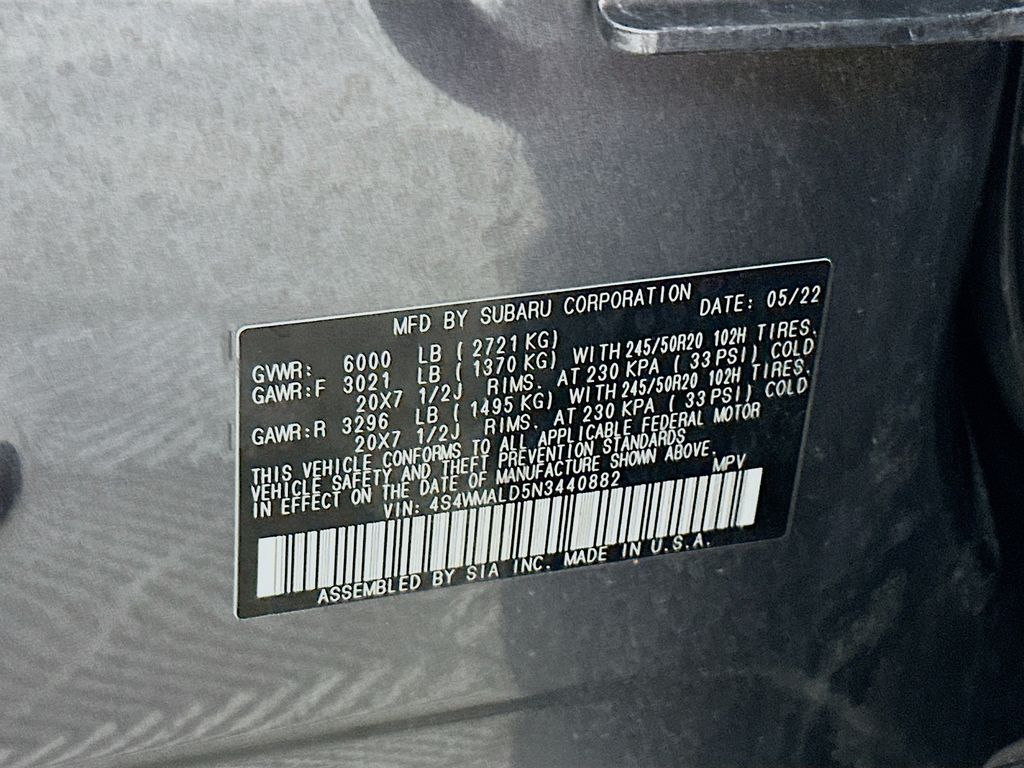 MFD BY SUBARU CORPORATION DATE: 05/22
GVWR: 6000 LB ( 2721 KG)
GAWR:F 3021 LB ( 1370 KG) WITH 245/50R20 102H TIRES.
20X7 1/2J RIMS. AT 230 KPA ( 33 PSI) COLD
GAWR:R 3296 LB ( 1495 KG) WITH 245/50R20 102H TIRES.
20X7 1/2J RIMS. AT 230 KPA ( 33 PSI) COLD
THIS VEHICLE CONFORMS TO ALL APPLICABLE FEDERAL MOTOR
VEHICLE SAFETY AND THEFT PREVENTION STANDARDS
IN EFFECT ON THE DATE OF MANUFACTURE SHOWN ABOVE.
VIN: 4S4WMALD5N3440882 MPV
ASSEMBLED BY SIA INC. MADE IN U.S.A.